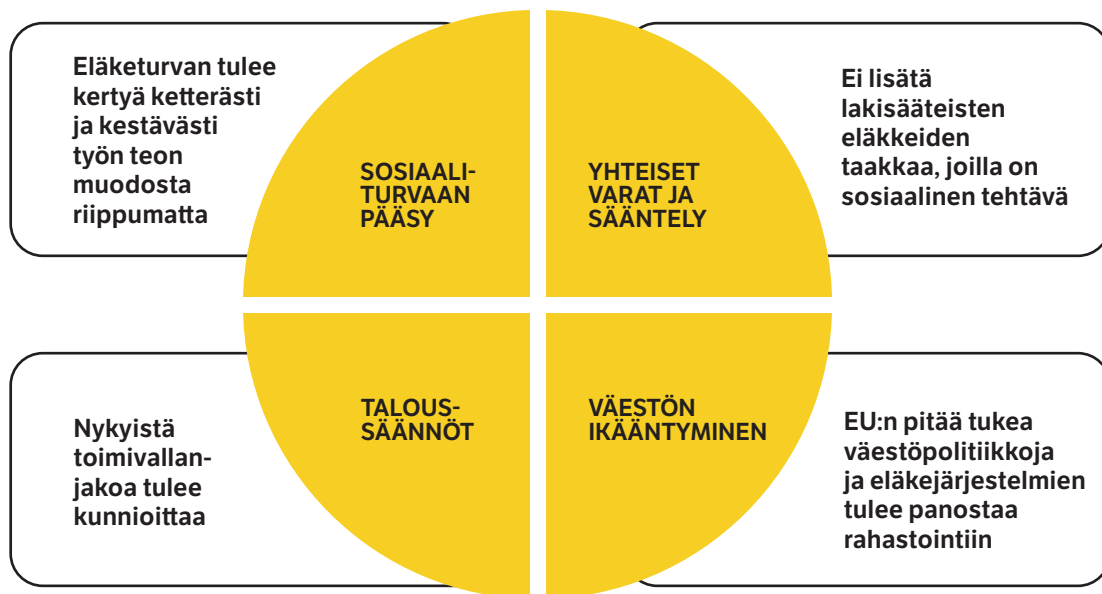 Eläketurvan tulee
kertyä ketterästi
ja kestävästi
työn teon
muodosta
riippumatta
SOSIAALI-
TURVAAN
PÄÄSY
YHTEISET
VARAT JA
SÄÄNTELY
Ei lisätä
lakisääteisten
eläkkeiden
taakkaa, joilla on
sosiaalinen tehtävä
Nykyistä
toimivallan-
jakoa tulee
kunnioittaa
TALOUS-
SÄÄNNÖT
VÄESTÖN
IKÄÄNTYMINEN
EU:n pitää tukea
väestöpolitiikkoja
ja eläkejärjestelmien
tulee panostaa
rahastointiin